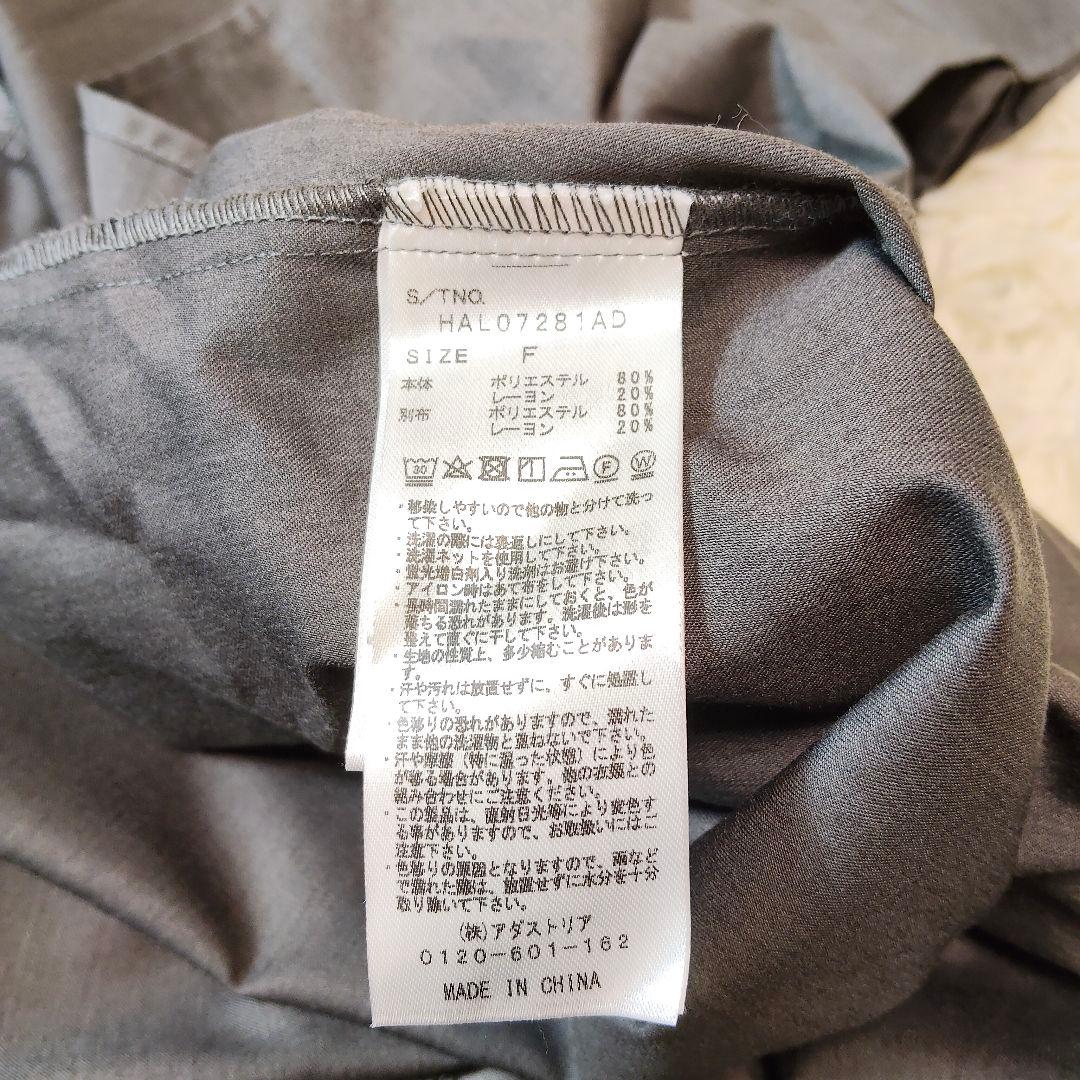 S/TNO.
HAL07281AD
SIZE F
本体 ポリエステル 80%
レーヨン 20%
別布 ポリエステル 80%
レーヨン 20%
30 F W
・移染しやすいので他の物と分けて洗っ
て下さい。
・洗濯の際には裏返しにして下さい。
・洗濯ネットを使用して下さい。
・蛍光増白剤入り洗剤はお避け下さい。
・アイロン時はあて布をして下さい。
・長時間濡れたままにしておくと、色が
落ちる恐れがあります。洗濯後は形を
整えて直ぐに干して下さい。
・生地の性質上、多少縮むことがありま
す。
・汗や汚れは放置せずに、すぐに処置し
て下さい。
・色移りの恐れがありますので、濡れた
まま他の洗濯物と重ねないで下さい。
・汗や摩擦（特に湿った状態）により色
が移る場合があります。他の衣類との
組み合わせにご注意ください。
・この製品は、直射日光等により変色す
る事がありますので、お取扱いにはご
注意下さい。
・色移りの原因となりますので、雨など
で濡れた際は、放置せずに水分を十分
取り除いて下さい。
(株)アダストリア
0120-601-162
MADE IN CHINA